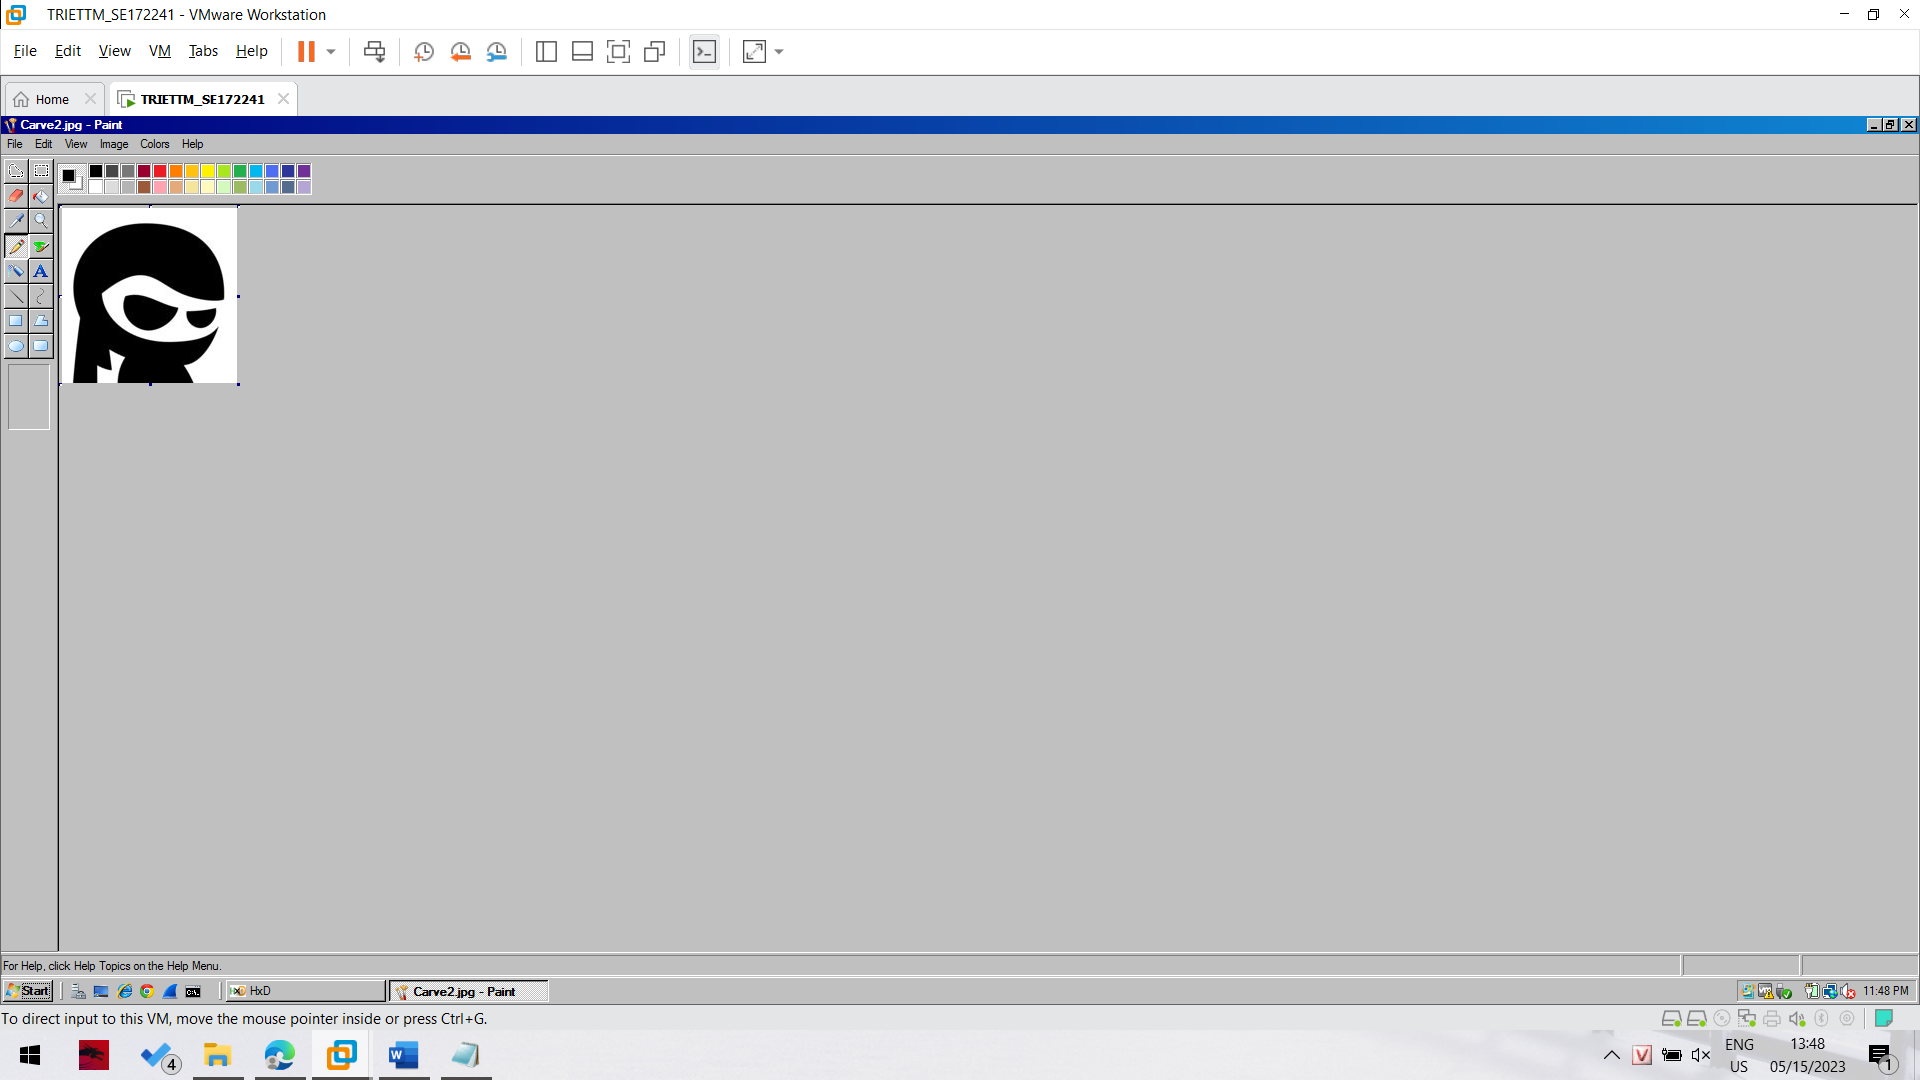 TRIETTM_SE172241 - VMware Workstation
File Edit View VM Tabs Help
Home TRIETTM_SE172241
Carve2.jpg - Paint
File Edit View Image Colors Help
A
For Help, click Help Topics on the Help Menu.
Start HxD Carve2.jpg - Paint 11:48 PM
To direct input to this VM, move the mouse pointer inside or press Ctrl+G.
4 W V ENG 13:48 1
US 05/15/2023